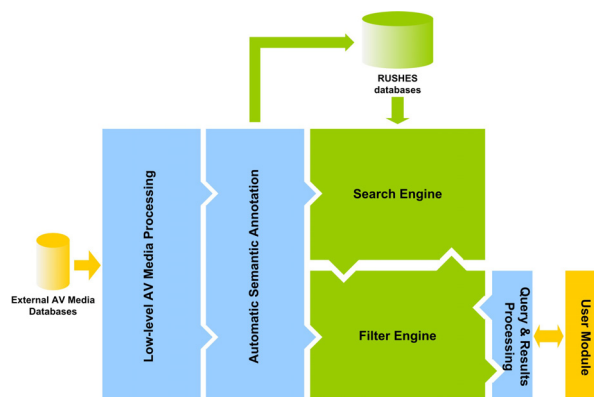 RUSHES
databases
External AV Media
Databases
Low-level AV Media Processing
Automatic Semantic Annotation
Search Engine
Filter Engine
Query & Results
Processing
User Module